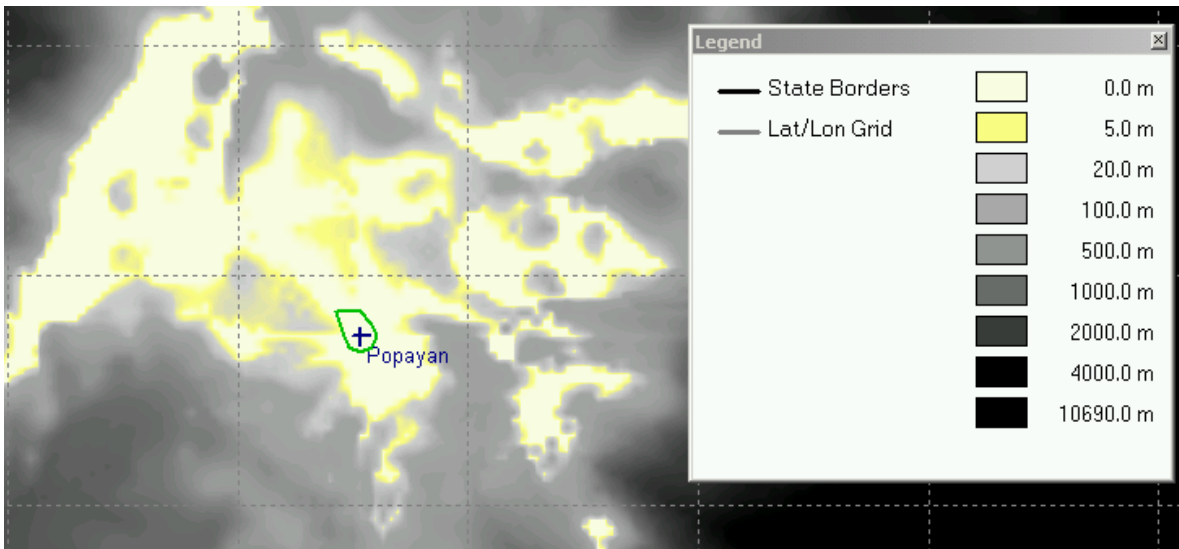 Legend
State Borders
Lat/Lon Grid
0.0 m
5.0 m
20.0 m
100.0 m
500.0 m
1000.0 m
2000.0 m
4000.0 m
10690.0 m
Popayan